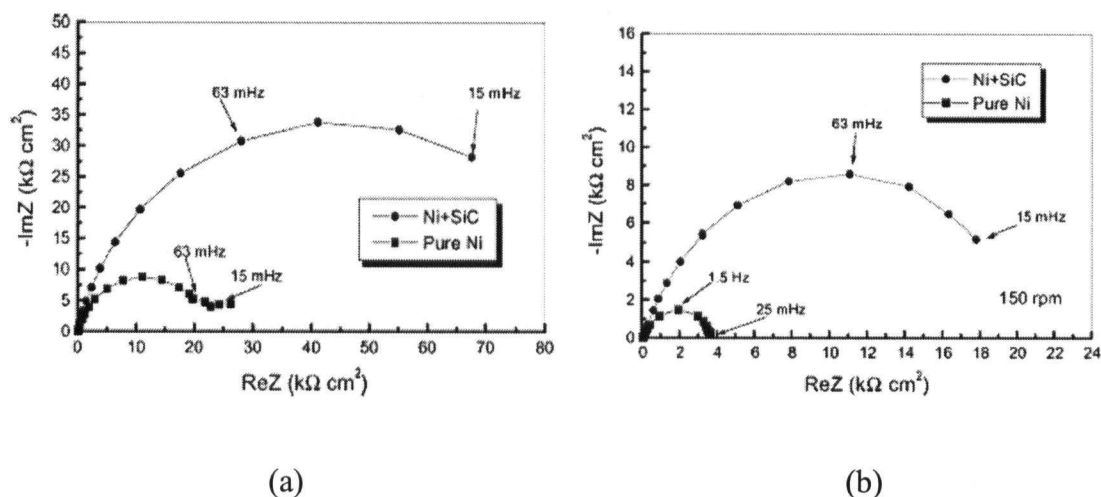 50
45
40
35
30
25
20
15
10
5
0
-ImZ (kΩ cm²)
63 mHz
15 mHz
Ni+SiC
Pure Ni
63 mHz
15 mHz
0 10 20 30 40 50 60 70 80
ReZ (kΩ cm²)
(a)
16
14
12
10
8
6
4
2
0
-ImZ (kΩ cm²)
Ni+SiC
Pure Ni
63 mHz
15 mHz
1.5 Hz
25 mHz
150 rpm
0 2 4 6 8 10 12 14 16 18 20 22 24
ReZ (kΩ cm²)
(b)